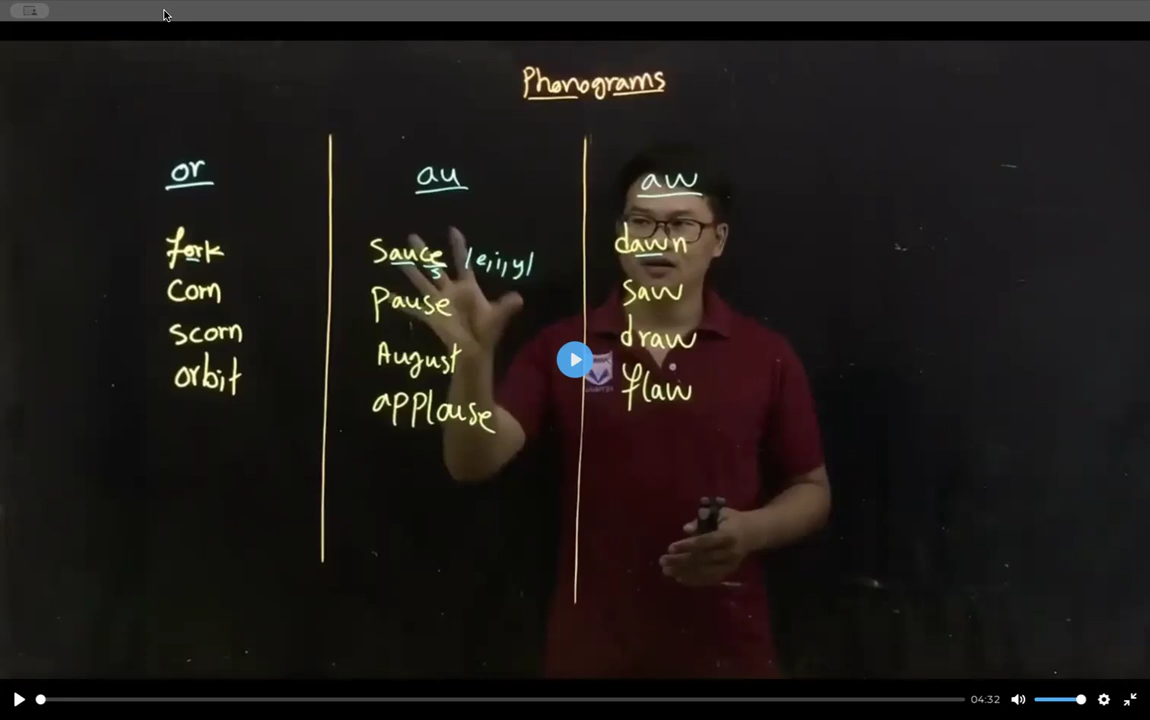 Phonograms
or
fork
Corn
scorn
orbit
au
Sauce /e,i,y/
s
Pause
August
applause
aw
dawn
saw
draw
flaw
04:32